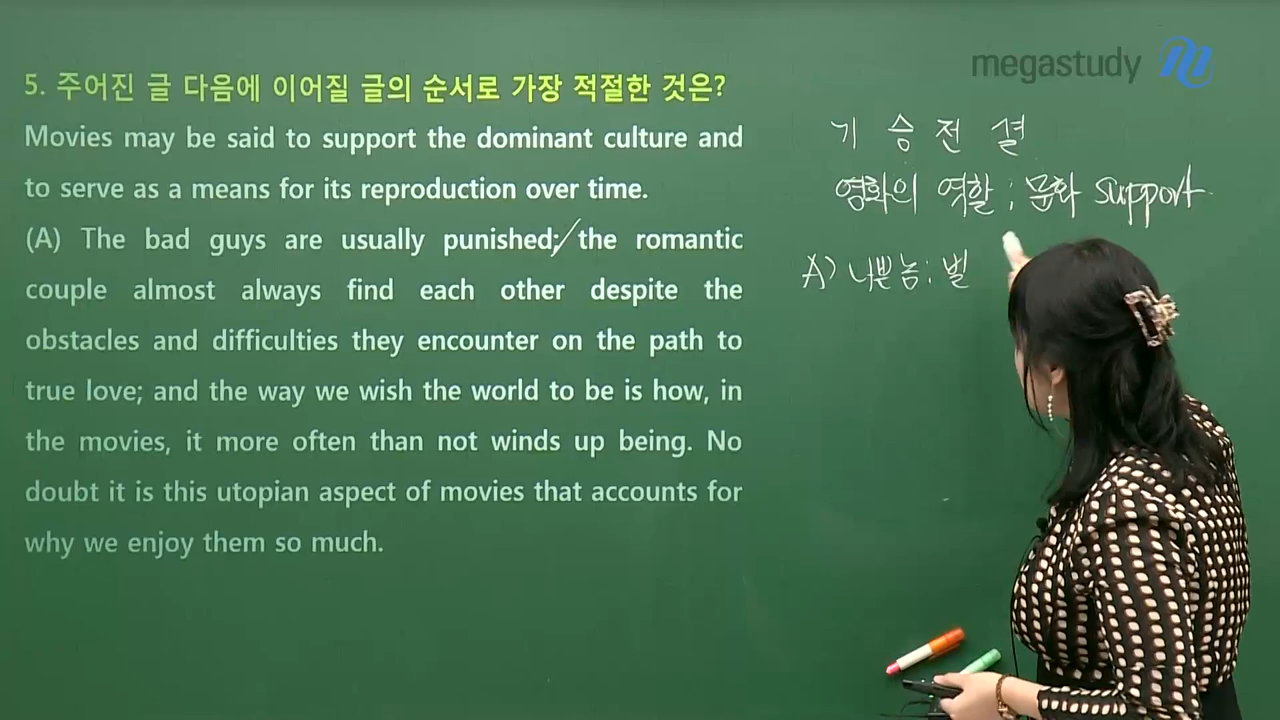 megastudy
5. 주어진 글 다음에 이어질 글의 순서로 가장 적절한 것은?
Movies may be said to support the dominant culture and
to serve as a means for its reproduction over time.
(A) The bad guys are usually punished; the romantic
couple almost always find each other despite the
obstacles and difficulties they encounter on the path to
true love; and the way we wish the world to be is how, in
the movies, it more often than not winds up being. No
doubt it is this utopian aspect of movies that accounts for
why we enjoy them so much.
기 승 전 설
영화의 역할 ; 문화 support
A) 나쁜놈 : 벌